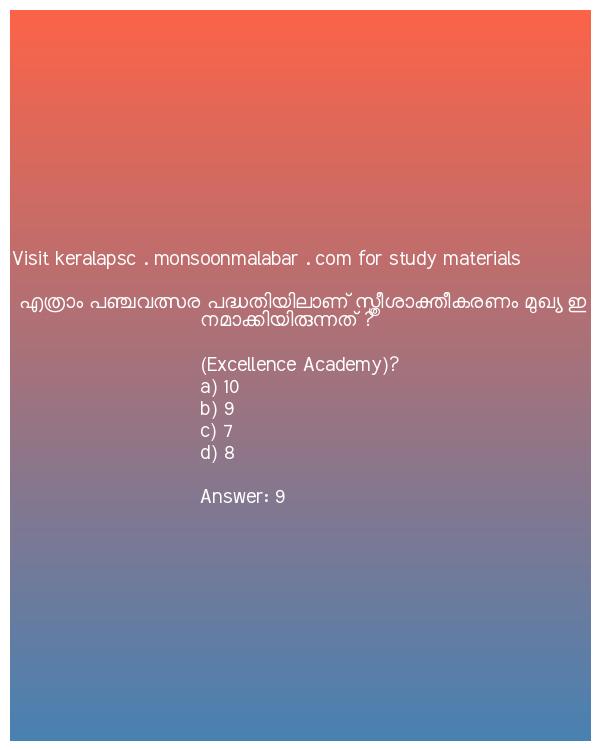 Visit keralapsc . monsoonmalabar . com for study materials
എത്രാം പഞ്ചവത്സര പദ്ധതിയിലാണ് സ്ത്രീശാക്തീകരണം മുഖ്യ ഇ
നമാക്കിയിരുന്നത് ?
(Excellence Academy)?
a) 10
b) 9
c) 7
d) 8
Answer: 9